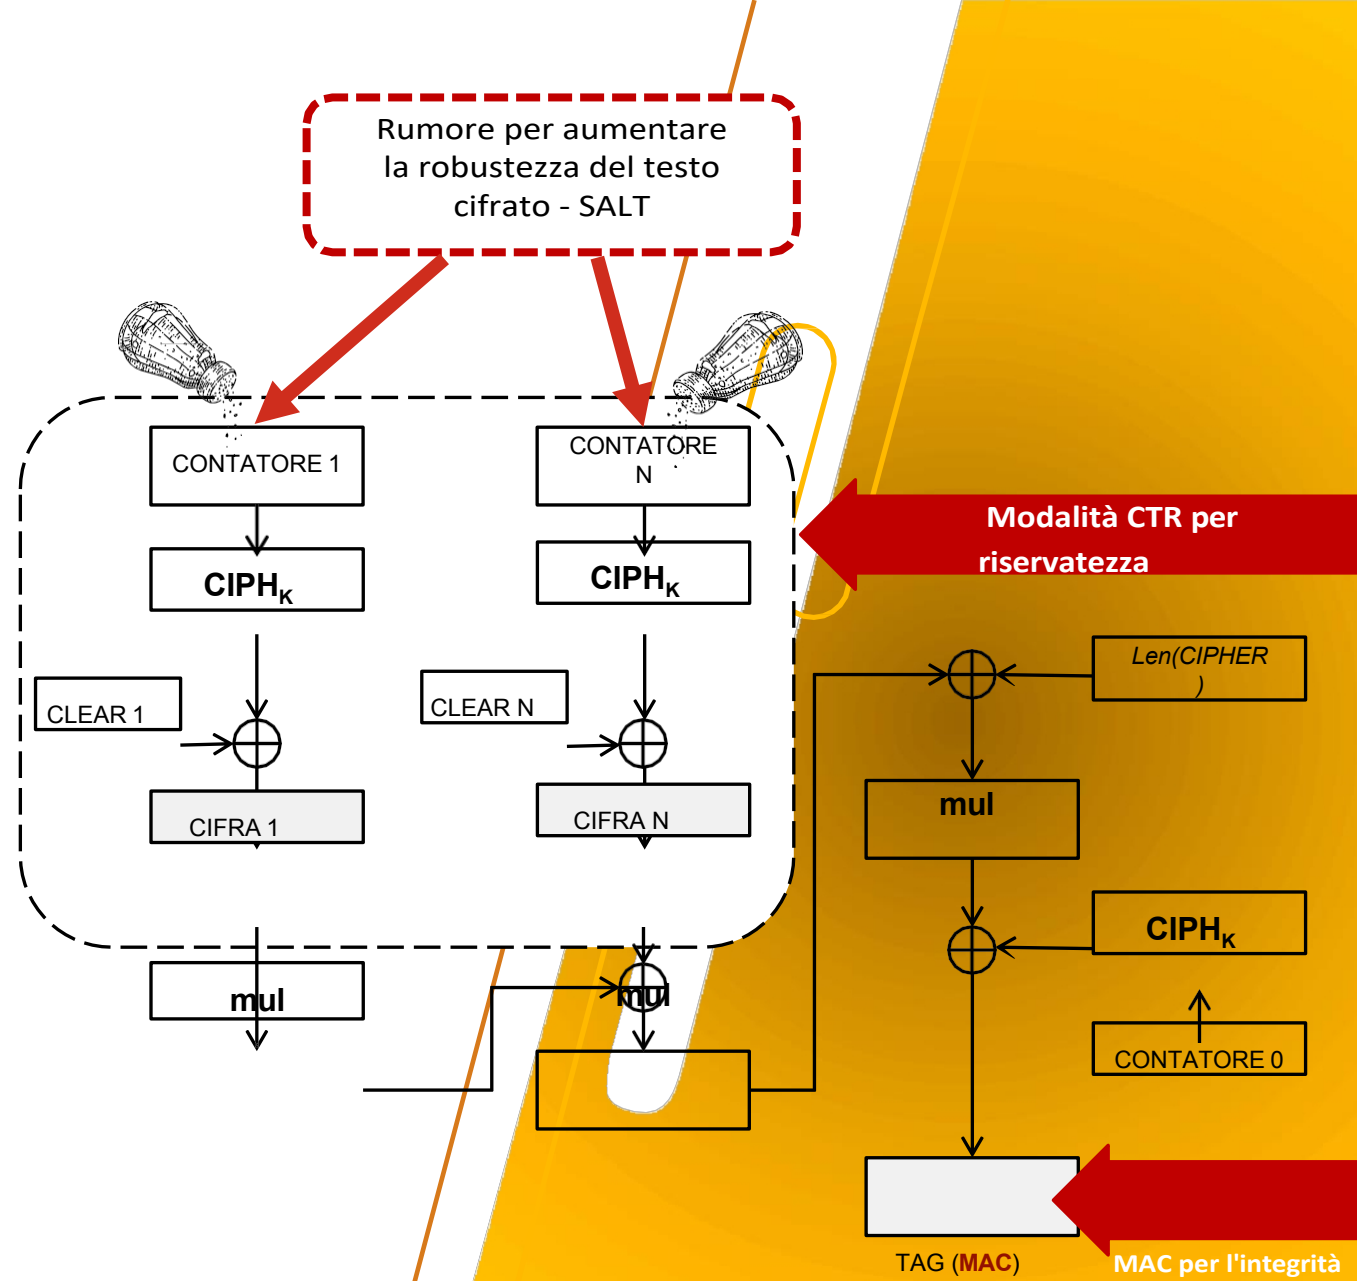 Rumore per aumentare
la robustezza del testo
cifrato - SALT
CONTATORE 1
CONTATORE
N
Modalità CTR per
riservatezza
CIPHK
CIPHK
Len(CIPHER
)
CLEAR 1
CLEAR N
mul
CIFRA 1
CIFRA N
CIPHK
mul
mul
CONTATORE 0
TAG (MAC)
MAC per l'integrità